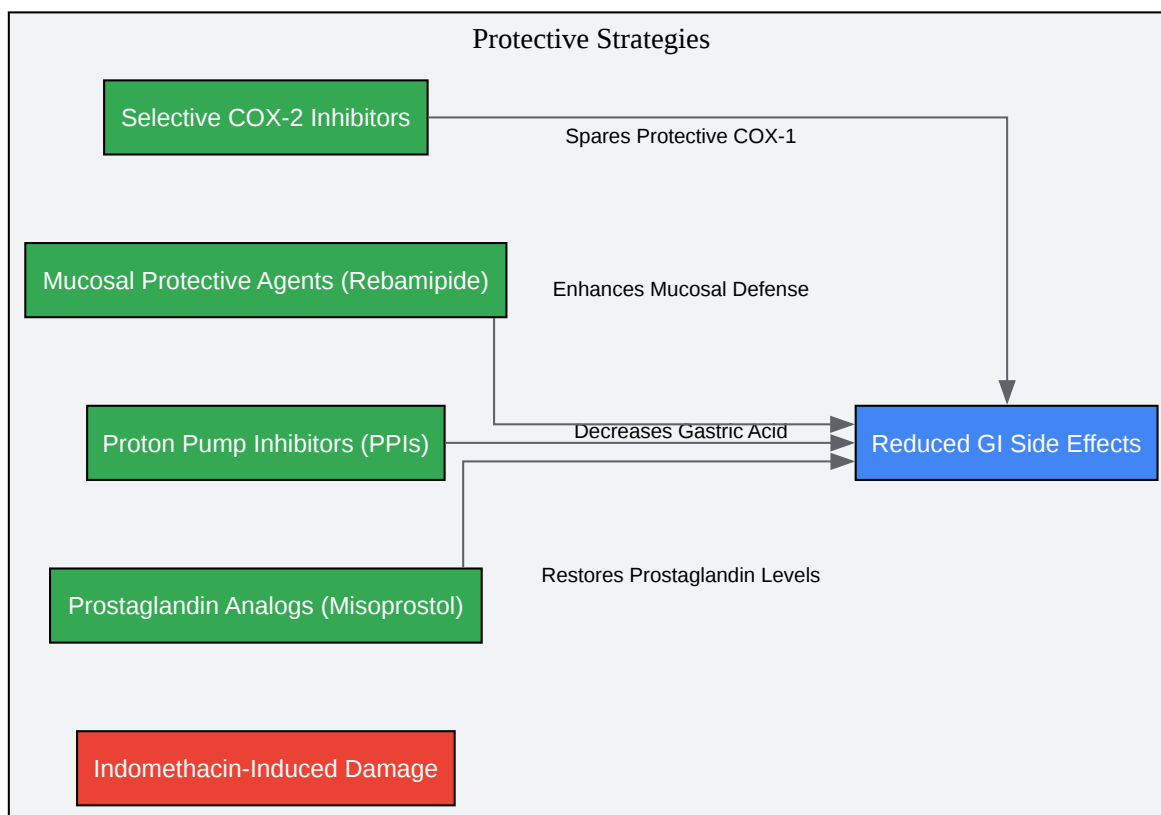 Protective Strategies
Selective COX-2 Inhibitors
Spares Protective COX-1
Mucosal Protective Agents (Rebamipide)
Enhances Mucosal Defense
Proton Pump Inhibitors (PPIs)
Decreases Gastric Acid
Reduced GI Side Effects
Prostaglandin Analogs (Misoprostol)
Restores Prostaglandin Levels
Indomethacin-Induced Damage